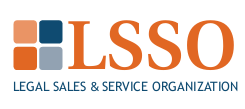 LSSO
LEGAL SALES & SERVICE ORGANIZATION